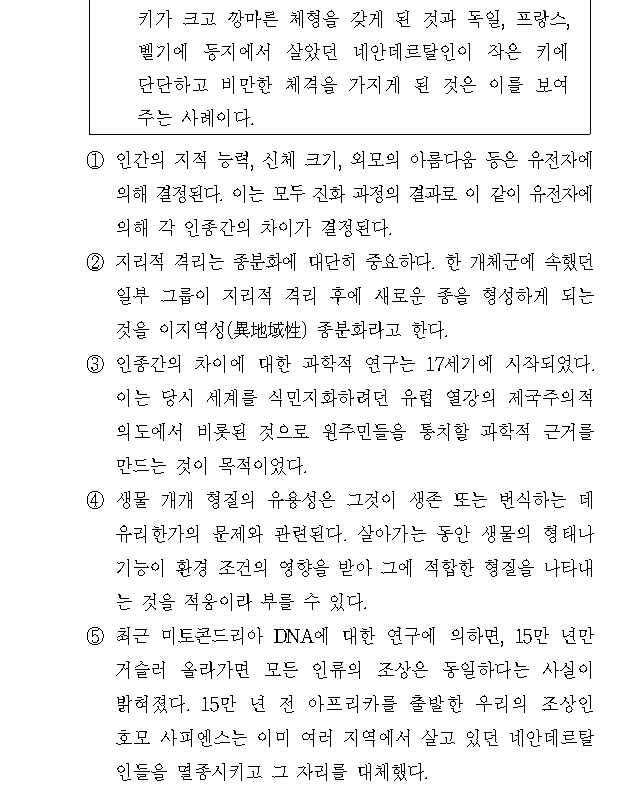 키가 크고 깡마른 체형을 갖게 된 것과 독일, 프랑스,
벨기에 등지에서 살았던 네안데르탈인이 작은 키에
단단하고 비만한 체격을 가지게 된 것은 이를 보여
주는 사례이다.
① 인간의 지적 능력, 신체 크기, 외모의 아름다움 등은 유전자에
의해 결정된다. 이는 모두 진화 과정의 결과로 이 같이 유전자에
의해 각 인종간의 차이가 결정된다.
② 지리적 격리는 종분화에 대단히 중요하다. 한 개체군에 속했던
일부 그룹이 지리적 격리 후에 새로운 종을 형성하게 되는
것을 이지역성(異地域性) 종분화라고 한다.
③ 인종간의 차이에 대한 과학적 연구는 17세기에 시작되었다.
이는 당시 세계를 식민지화하려던 유럽 열강의 제국주의적
의도에서 비롯된 것으로 원주민들을 통치할 과학적 근거를
만드는 것이 목적이었다.
④ 생물 개개 형질의 유용성은 그것이 생존 또는 번식하는 데
유리한가의 문제와 관련된다. 살아가는 동안 생물의 형태나
기능이 환경 조건의 영향을 받아 그에 적합한 형질을 나타내
는 것을 적응이라 부를 수 있다.
⑤ 최근 미토콘드리아 DNA에 대한 연구에 의하면, 15만 년만
거슬러 올라가면 모든 인류의 조상은 동일하다는 사실이
밝혀졌다. 15만 년 전 아프리카를 출발한 우리의 조상인
호모 사피엔스는 이미 여러 지역에서 살고 있던 네안데르탈
인들을 멸종시키고 그 자리를 대체했다.